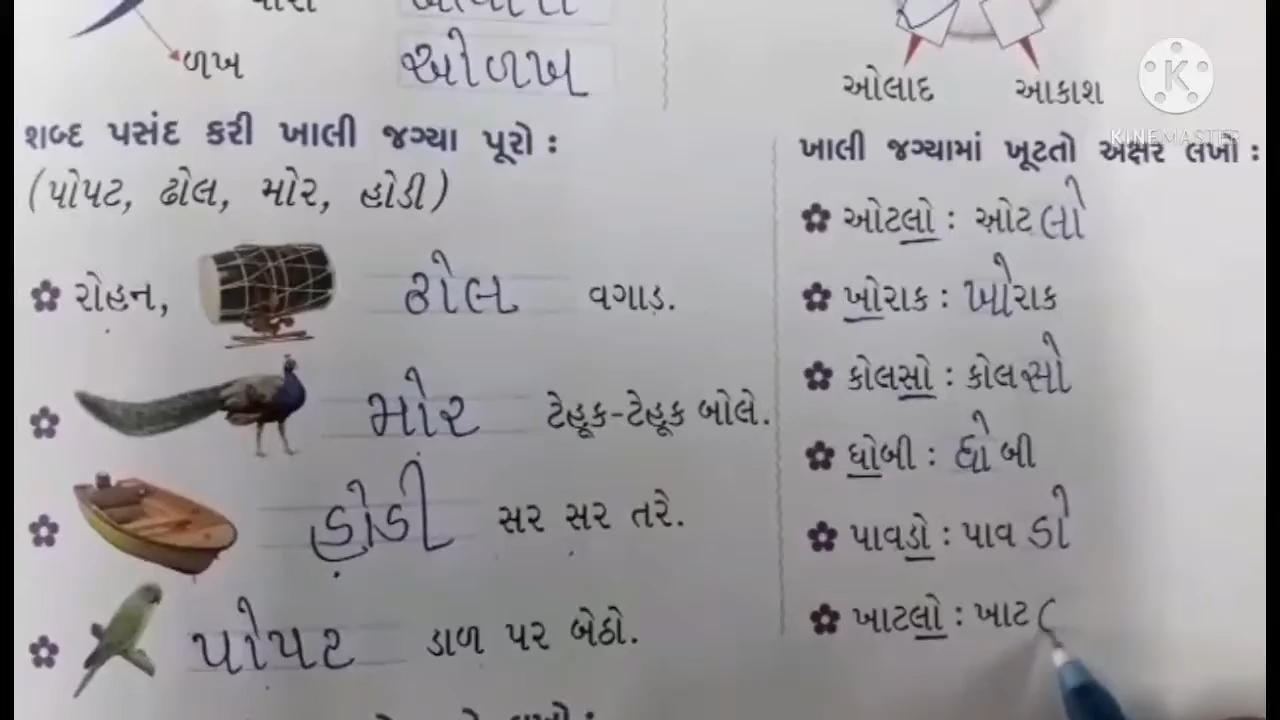 ળખ
ઓળખ
શબ્દ પસંદ કરી ખાલી જગ્યા પૂરો :
(પોપટ, ઢોલ, મોર, હોડી)
રોહન, ઢોલ વગાડ.
મોર ટેહૂક-ટેહૂક બોલે.
હોડી સર સર તરે.
પોપટ ડાળ પર બેઠો.
ઓલાદ આકાશ
K
KINEMASTER
ખાલી જગ્યામાં ખૂટતો અક્ષર લખો :
ઓટલો : ઓટલો
ખોરાક : ખોરાક
કોલસો : કોલસો
ધોબી : ધોબી
પાવડો : પાવડો
ખાટલો : ખાટ